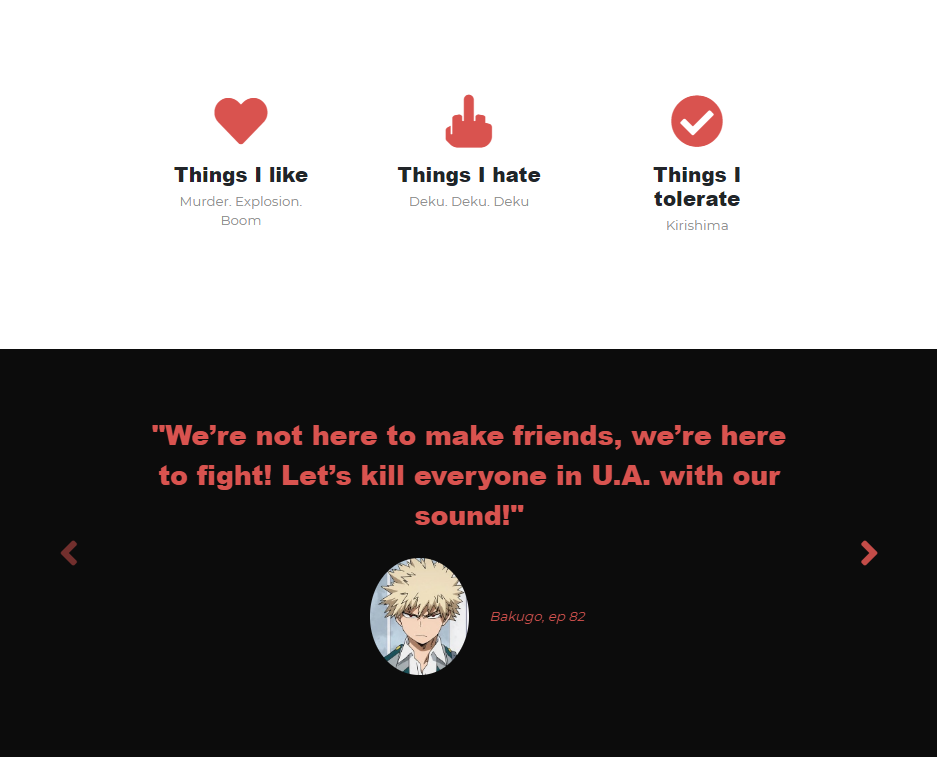 Things I like
Murder. Explosion.
Boom
Things I hate
Deku. Deku. Deku
Things I
tolerate
Kirishima
"We’re not here to make friends, we’re here
to fight! Let’s kill everyone in U.A. with our
sound!"
Bakugo, ep 82